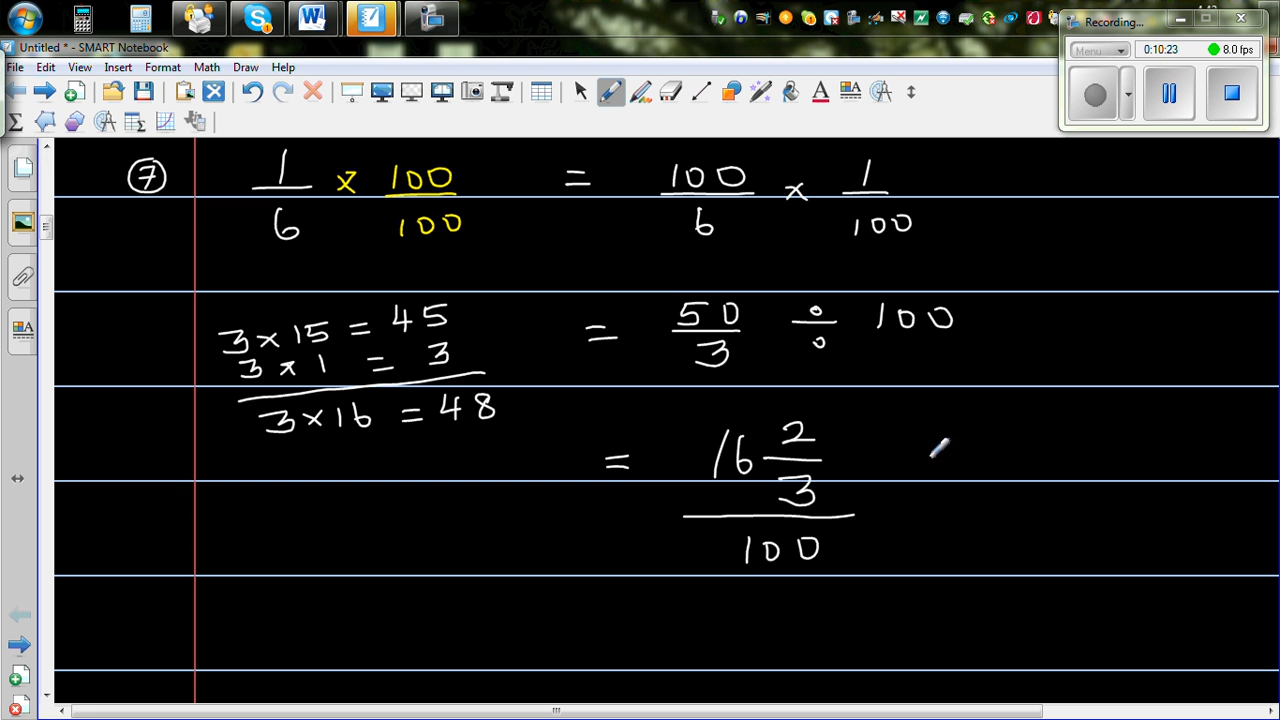 Recording...
Menu
0:10:23
8.0 fps
Untitled * - SMART Notebook
File Edit View Insert Format Math Draw Help
7 1/6 × 100/100 = 100/6 × 1/100
= 50/3 ÷ 100
3 × 15 = 45
3 × 1 = 3
3 × 16 = 48
= 16 2/3 / 100